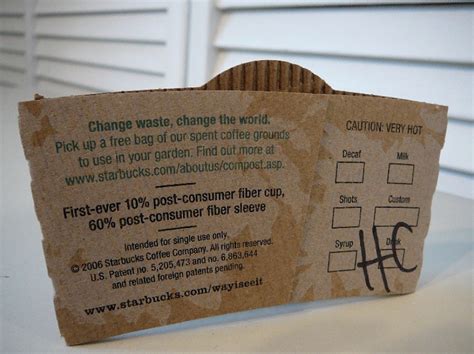 Change waste, change the world.
Pick up a free bag of our spent coffee grounds
to use in your garden. Find out more at
www.starbucks.com/aboutus/compost.asp.
First-ever 10% post-consumer fiber cup,
60% post-consumer fiber sleeve
Intended for single use only.
© 2006 Starbucks Coffee Company. All rights reserved.
U.S. Patent no. 5,205,473 and no. 6,863,644
and related foreign patents pending.
www.starbucks.com/wayiseeit
CAUTION: VERY HOT
Decaf Milk
Shots Custom
Syrup Drink
HC